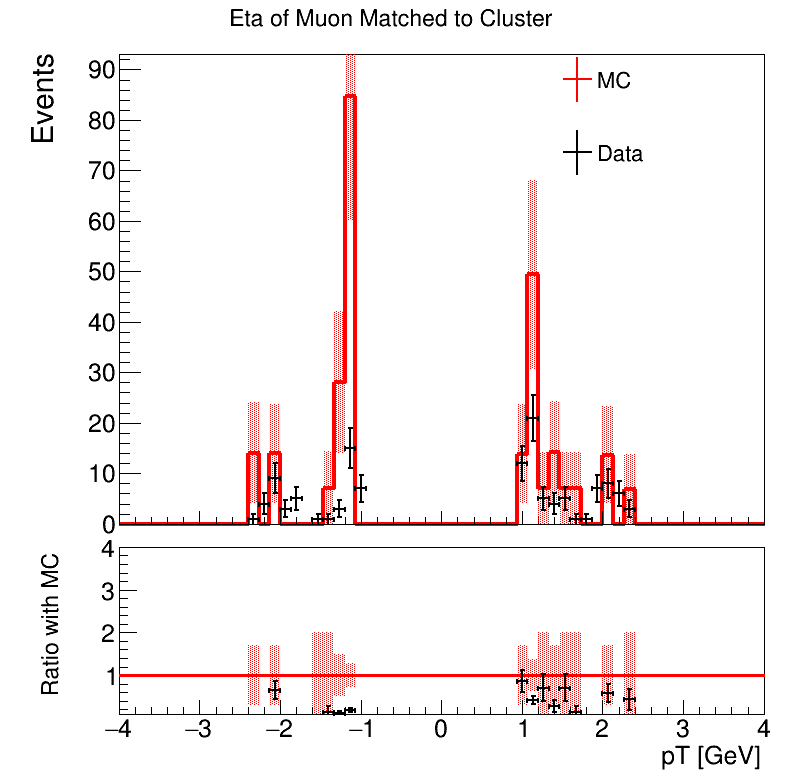 Eta of Muon Matched to Cluster
Events
90
80
70
60
50
40
30
20
10
0
MC
Data
Ratio with MC
4
3
2
1
−4 −3 −2 −1 0 1 2 3 4
pT [GeV]